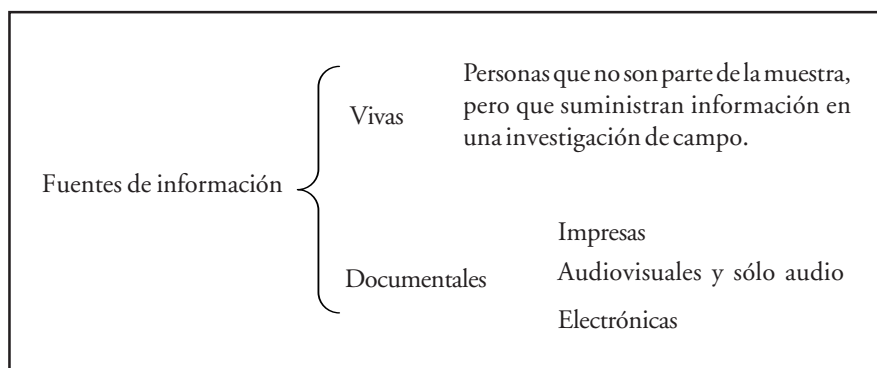 Fuentes de información
Vivas
Personas que no son parte de la muestra,
pero que suministran información en
una investigación de campo.
Documentales
Impresas
Audiovisuales y sólo audio
Electrónicas